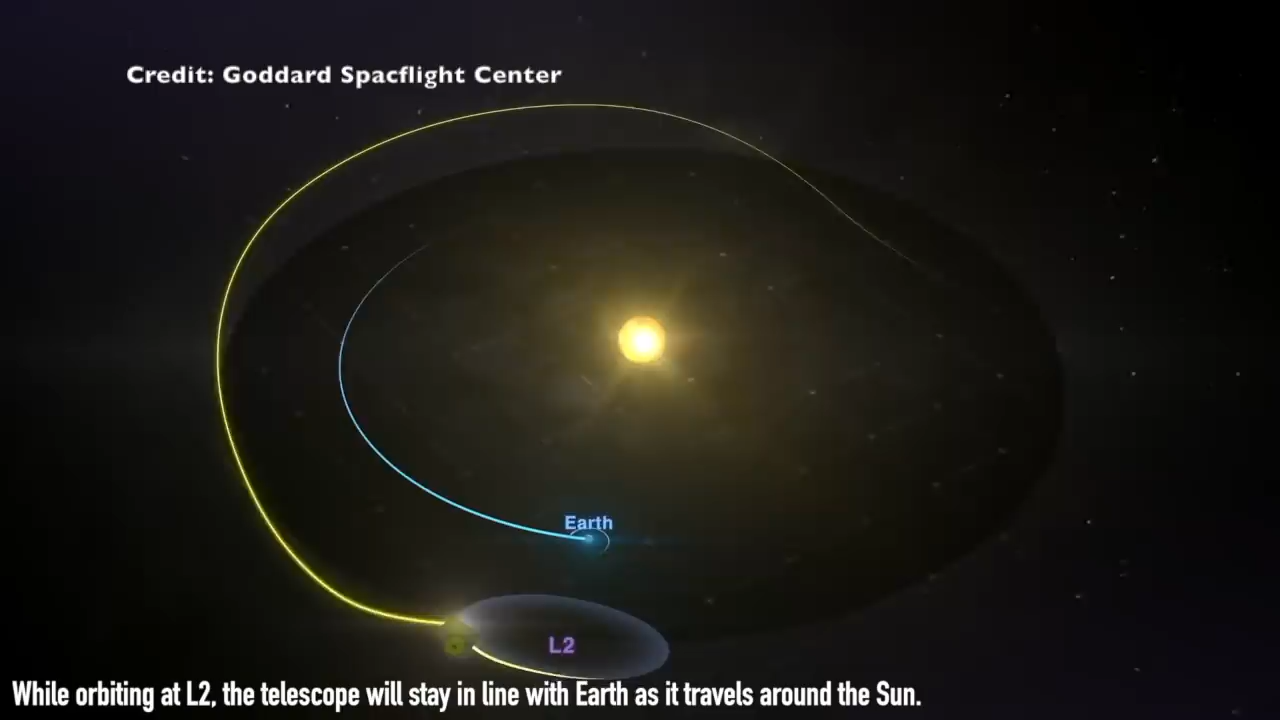 Credit: Goddard Spacflight Center
Earth
L2
While orbiting at L2, the telescope will stay in line with Earth as it travels around the Sun.